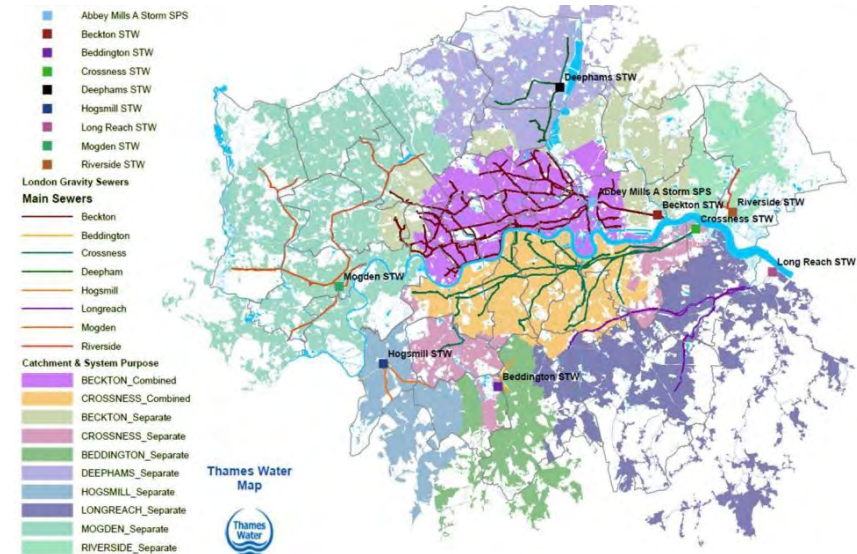 Abbey Mills A Storm SPS
Beckton STW
Beddington STW
Crossness STW
Deephams STW
Hogsmill STW
Long Reach STW
Mogden STW
Riverside STW
London Gravity Sewers
Main Sewers
Beckton
Beddington
Crossness
Deepham
Hogsmill
Longreach
Mogden
Riverside
Catchment & System Purpose
BECKTON_Combined
CROSSNESS_Combined
BECKTON_Separate
CROSSNESS_Separate
BEDDINGTON_Separate
DEEPHAMS_Separate
HOGSMILL_Separate
LONGREACH_Separate
MOGDEN_Separate
RIVERSIDE_Separate
Thames Water
Map
Thames
Water
Deephams STW
Abbey Mills A Storm SPS
Riverside STW
Beckton STW
Crossness STW
Long Reach STW
Mogden STW
S
Hogsmill STW
Beddington STW